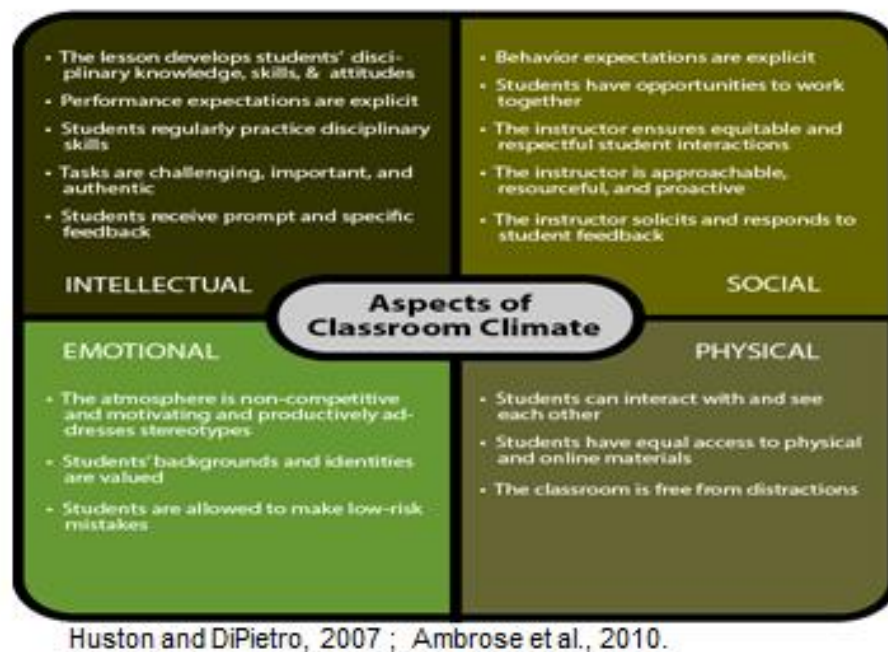 • The lesson develops students' disci-
plinary knowledge, skills, & attitudes
• Performance expectations are explicit
• Students regularly practice disciplinary
skills
• Tasks are challenging, important, and
authentic
• Students receive prompt and specific
feedback
INTELLECTUAL
• Behavior expectations are explicit
• Students have opportunities to work
together
• The instructor ensures equitable and
respectful student interactions
• The instructor is approachable,
resourceful, and proactive
• The instructor solicits and responds to
student feedback
SOCIAL
Aspects of
Classroom Climate
EMOTIONAL
• The atmosphere is non-competitive
and motivating and productively ad-
dresses stereotypes
• Students' backgrounds and identities
are valued
• Students are allowed to make low-risk
mistakes
PHYSICAL
• Students can interact with and see
each other
• Students have equal access to physical
and online materials
• The classroom is free from distractions
Huston and DiPietro, 2007 ; Ambrose et al., 2010.